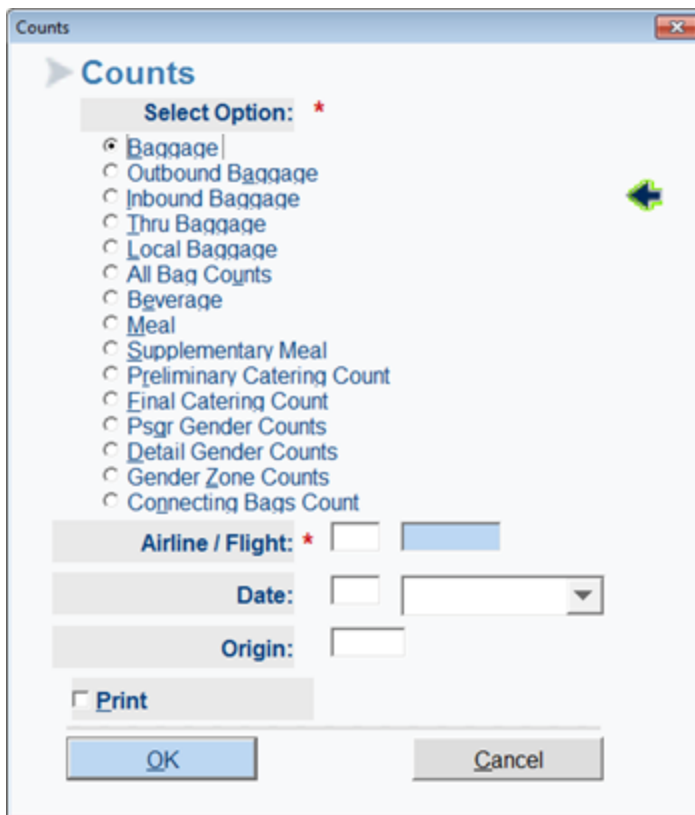 Counts
Counts
Select Option: *
Baggage
Outbound Baggage
Inbound Baggage
Thru Baggage
Local Baggage
All Bag Counts
Beverage
Meal
Supplementary Meal
Preliminary Catering Count
Final Catering Count
Psgr Gender Counts
Detail Gender Counts
Gender Zone Counts
Connecting Bags Count
Airline / Flight: *
Date:
Origin:
Print
OK Cancel